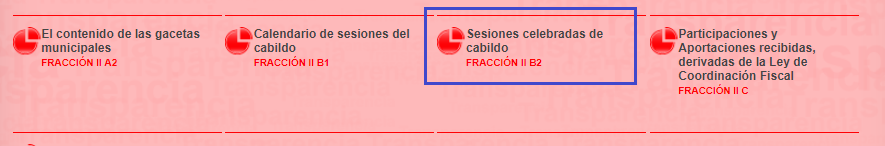 El contenido de las gacetas
municipales
FRACCIÓN II A2
Calendario de sesiones del
cabildo
FRACCIÓN II B1
Sesiones celebradas de
cabildo
FRACCIÓN II B2
Participaciones y
Aportaciones recibidas,
derivadas de la Ley de
Coordinación Fiscal
FRACCIÓN II C